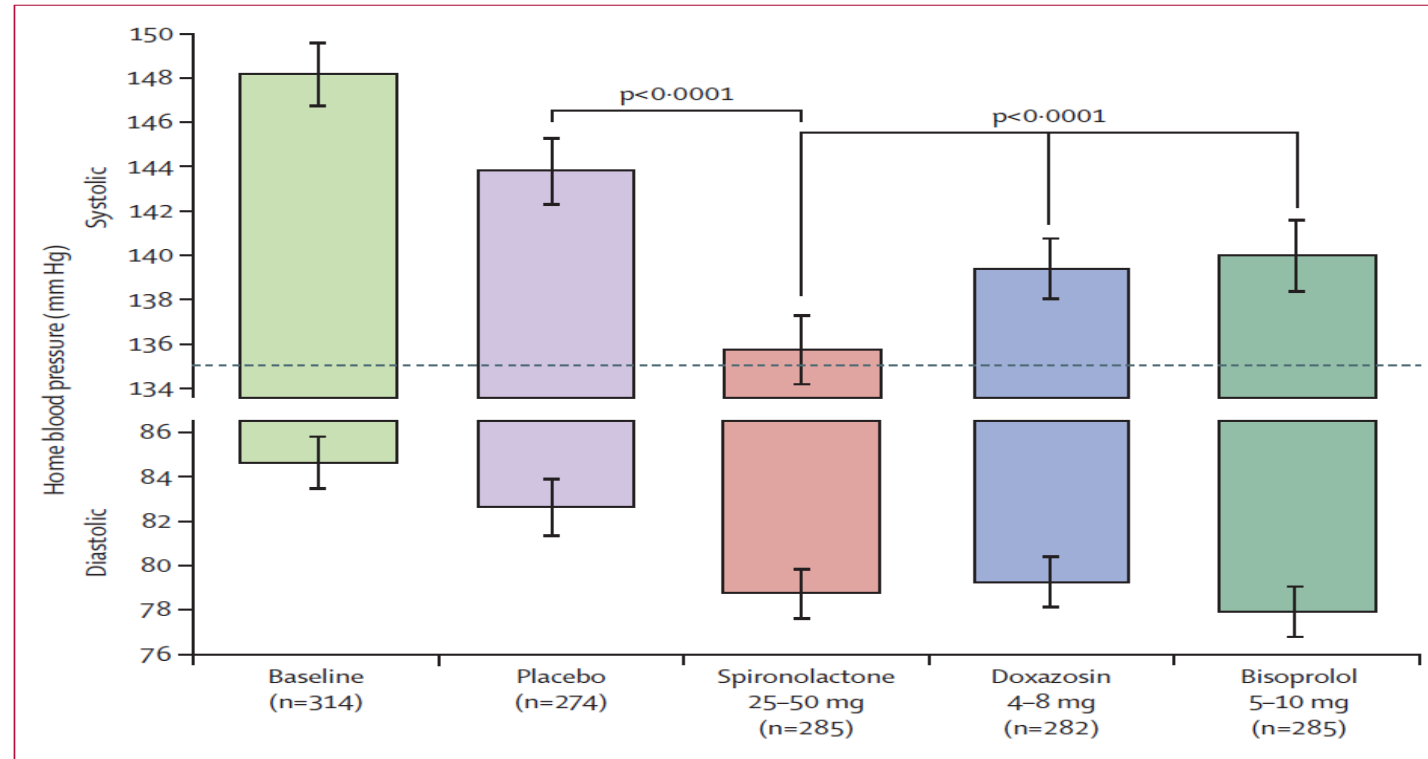 Home blood pressure (mm Hg)
Systolic
Diastolic
150
148
146
144
142
140
138
136
134
86
84
82
80
78
76
p<0·0001
p<0·0001
Baseline
(n=314)
Placebo
(n=274)
Spironolactone
25–50 mg
(n=285)
Doxazosin
4–8 mg
(n=282)
Bisoprolol
5–10 mg
(n=285)